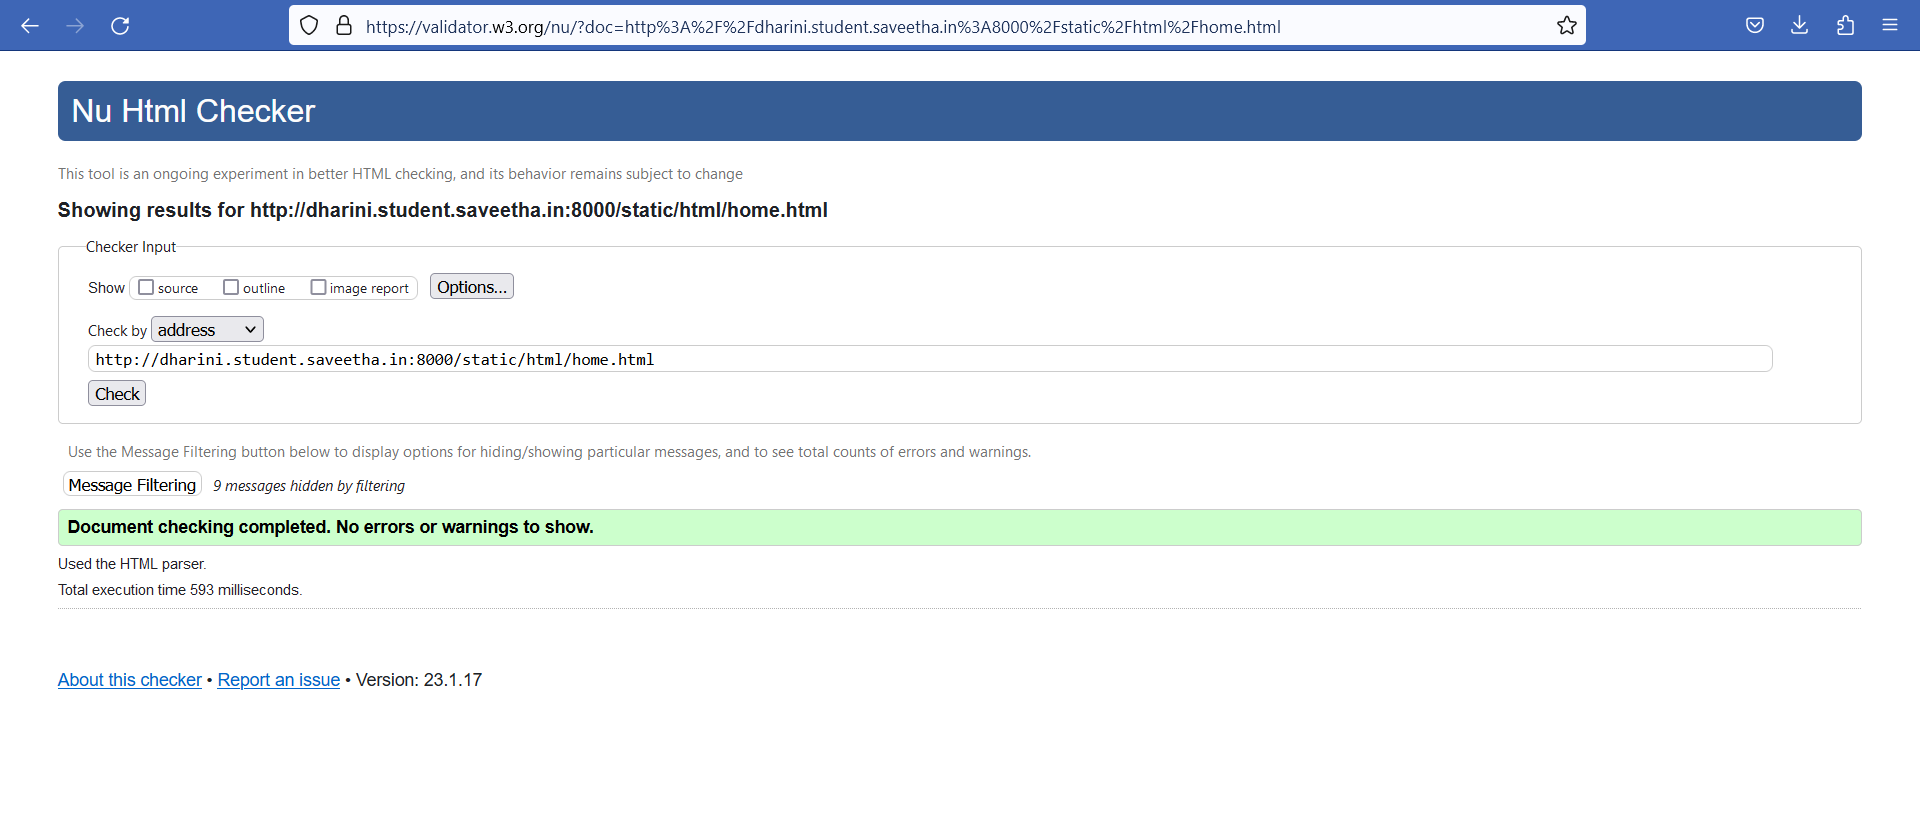 https://validator.w3.org/nu/?doc=http%3A%2F%2Fdharini.student.saveetha.in%3A8000%2Fstatic%2Fhtml%2Fhome.html
Nu Html Checker
This tool is an ongoing experiment in better HTML checking, and its behavior remains subject to change
Showing results for http://dharini.student.saveetha.in:8000/static/html/home.html
Checker Input
Show source outline image report Options...
Check by address
http://dharini.student.saveetha.in:8000/static/html/home.html
Check
Use the Message Filtering button below to display options for hiding/showing particular messages, and to see total counts of errors and warnings.
Message Filtering 9 messages hidden by filtering
Document checking completed. No errors or warnings to show.
Used the HTML parser.
Total execution time 593 milliseconds.
About this checker • Report an issue • Version: 23.1.17